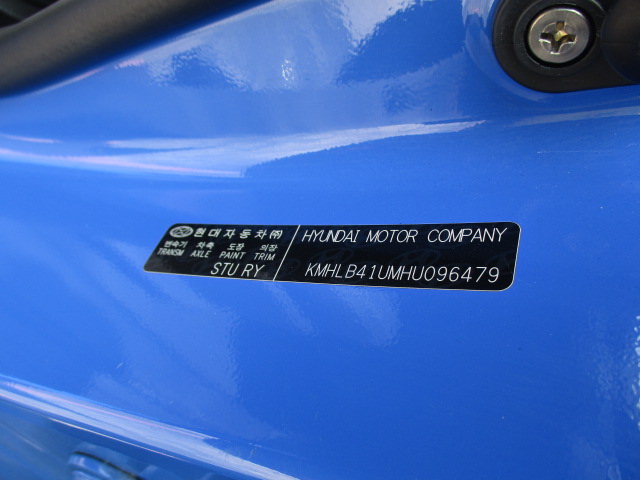 현대자동차㈜
변속기 차축 도장 의장
TRANSM AXLE PAINT TRIM
STU RY
HYUNDAI MOTOR COMPANY
KMHLB41UMHU096479